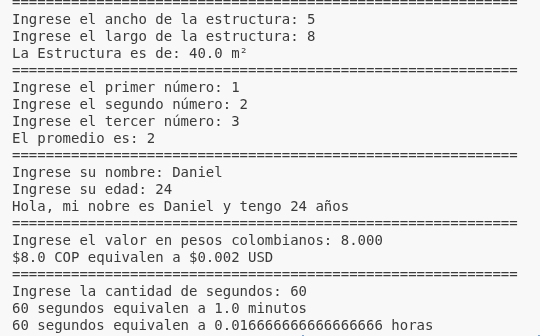 ============================================================
Ingrese el ancho de la estructura: 5
Ingrese el largo de la estructura: 8
La Estructura es de: 40.0 m²
============================================================
Ingrese el primer número: 1
Ingrese el segundo número: 2
Ingrese el tercer número: 3
El promedio es: 2
============================================================
Ingrese su nombre: Daniel
Ingrese su edad: 24
Hola, mi nobre es Daniel y tengo 24 años
============================================================
Ingrese el valor en pesos colombianos: 8.000
$8.0 COP equivalen a $0.002 USD
============================================================
Ingrese la cantidad de segundos: 60
60 segundos equivalen a 1.0 minutos
60 segundos equivalen a 0.016666666666666666 horas